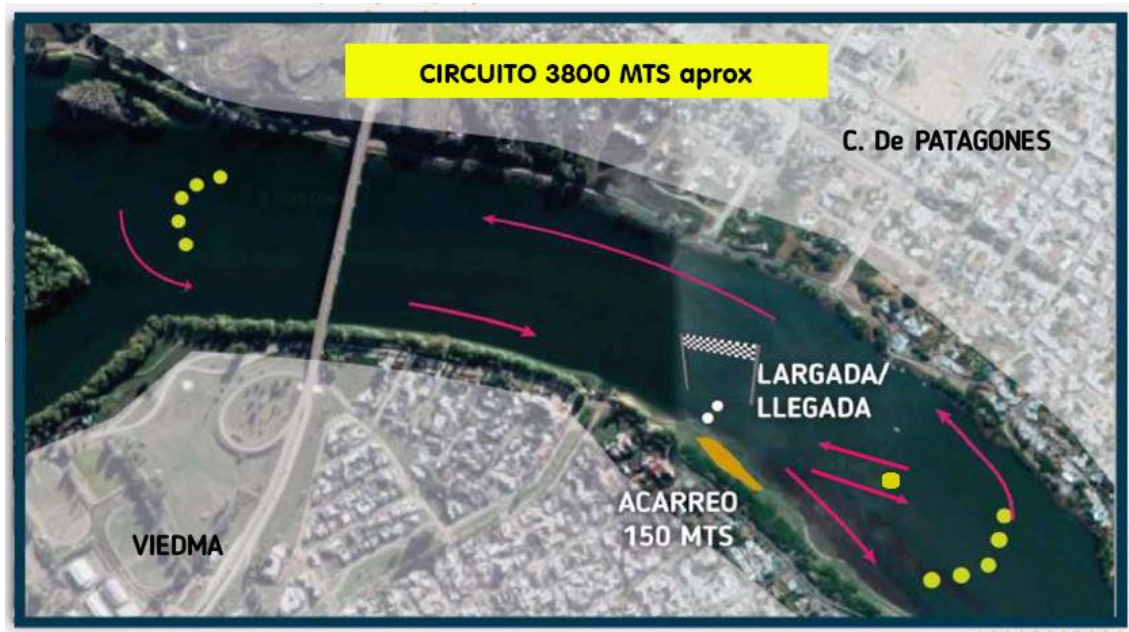 CIRCUITO 3800 MTS aprox
C. De PATAGONES
LARGADA/
LLEGADA
ACARREO
150 MTS
VIEDMA